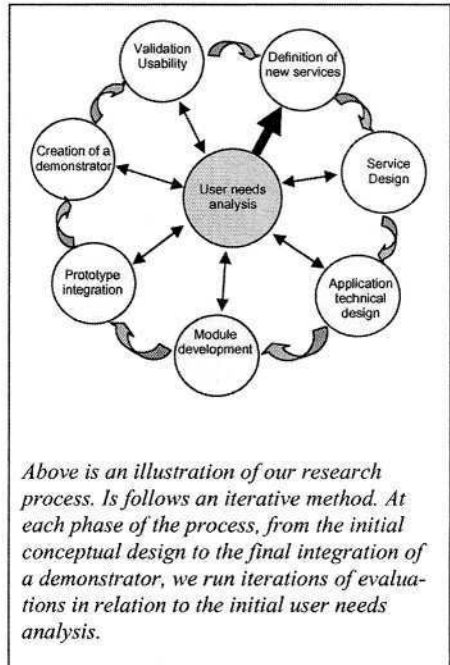 Validation
Usability
Definition of
new services
Creation of a
demonstrator
Service
Design
User needs
analysis
Prototype
integration
Application
technical
design
Module
development
Above is an illustration of our research
process. Is follows an iterative method. At
each phase of the process, from the initial
conceptual design to the final integration of
a demonstrator, we run iterations of evalua-
tions in relation to the initial user needs
analysis.